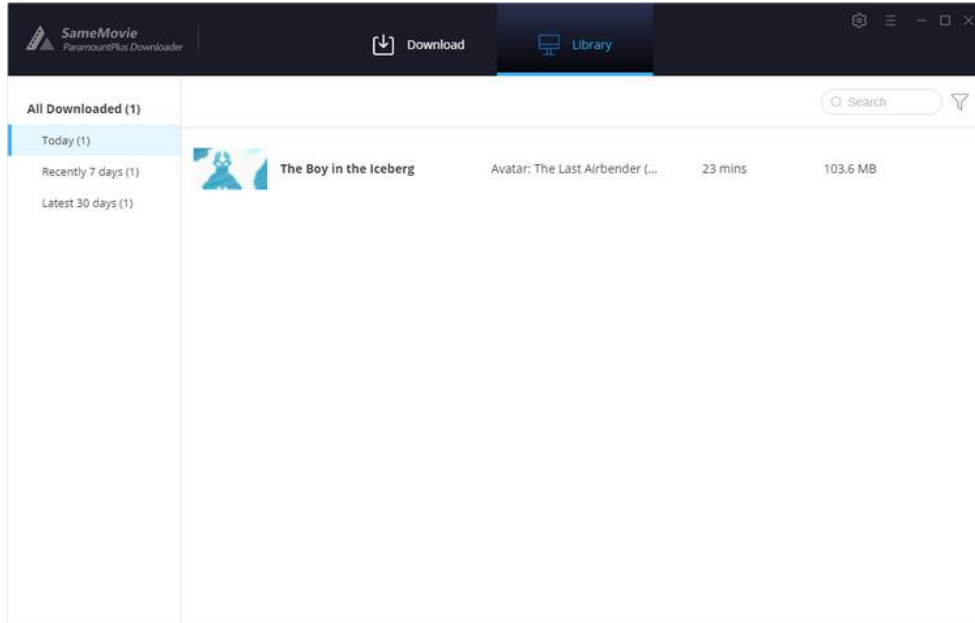 SameMovie
ParamountPlus Downloader
Download
Library
All Downloaded (1)
Search
Today (1)
Recently 7 days (1)
Latest 30 days (1)
The Boy in the Iceberg
Avatar: The Last Airbender (...
23 mins
103.6 MB